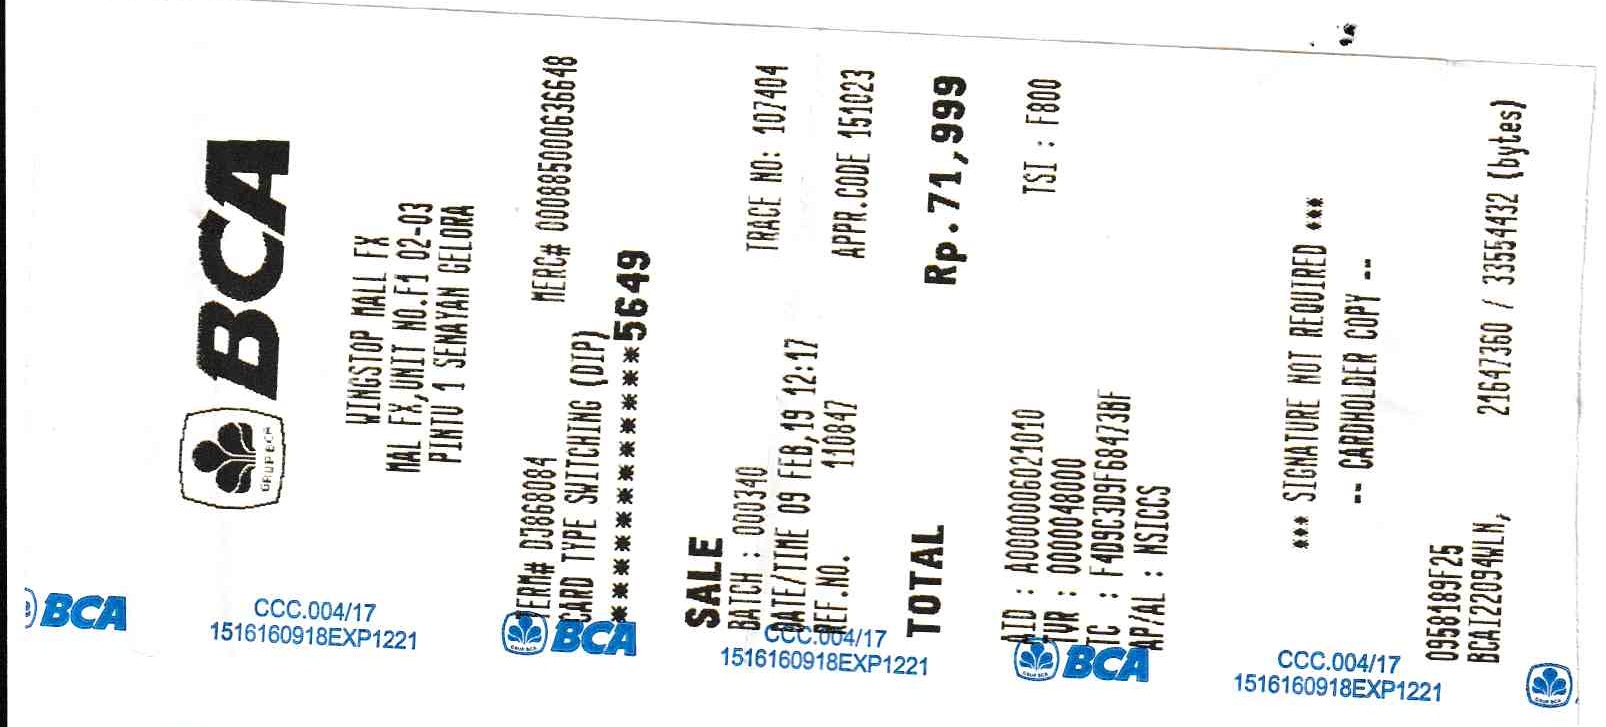 BCA
GRUP BCA
WINGSTOP MALL FX
MAL FX,UNIT NO.F1 02-03
PINTU 1 SENAYAN GELORA
TERM# DJ868084 MERC# 000885000636648
CARD TYPE SWITCHING (DIP)
************5649
SALE
BATCH : 000340 TRACE NO: 107404
DATE/TIME 09 FEB,19 12:17
REF.NO. 110847 APPR.CODE 151023
TOTAL Rp.71,999
AID : A0000006021010 TSI : F800
TVR : 0000048000
TC : F4D9C3D9F68473BF
AP/AL : NSICCS
*** SIGNATURE NOT REQUIRED ***
-- CARDHOLDER COPY --
0958189F25
BCAI22094WLN, 21647360 / 33554432 (bytes)
BCA
CCC.004/17
1516160918EXP1221
BCA
CCC.004/17
1516160918EXP1221
BCA
CCC.004/17
1516160918EXP1221